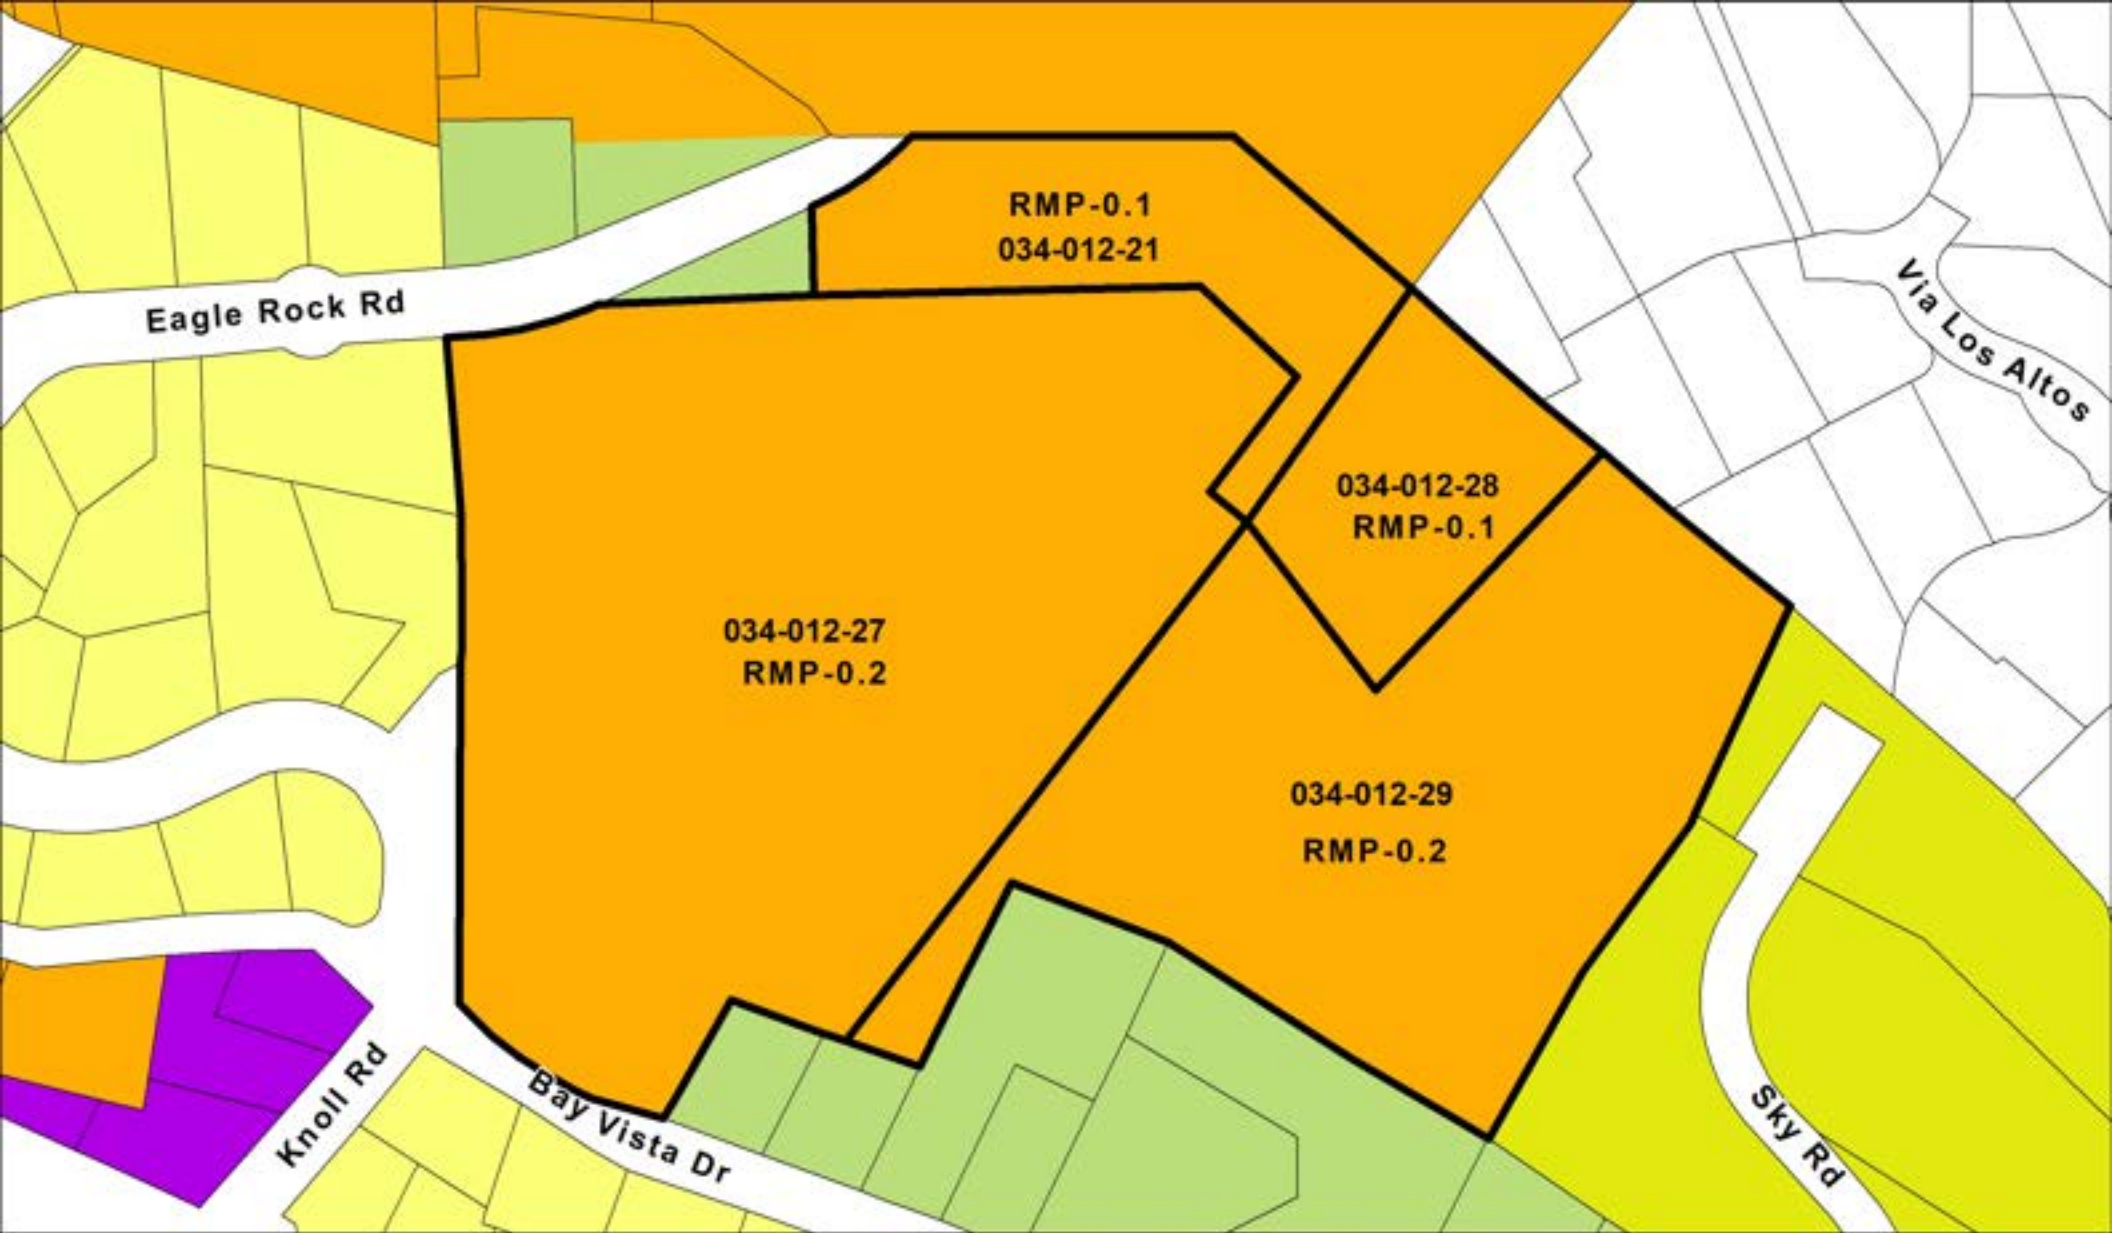 RMP-0.1
034-012-21
Eagle Rock Rd
Via Los Altos
034-012-28
RMP-0.1
034-012-27
RMP-0.2
034-012-29
RMP-0.2
Knoll Rd
Bay Vista Dr
Sky Rd